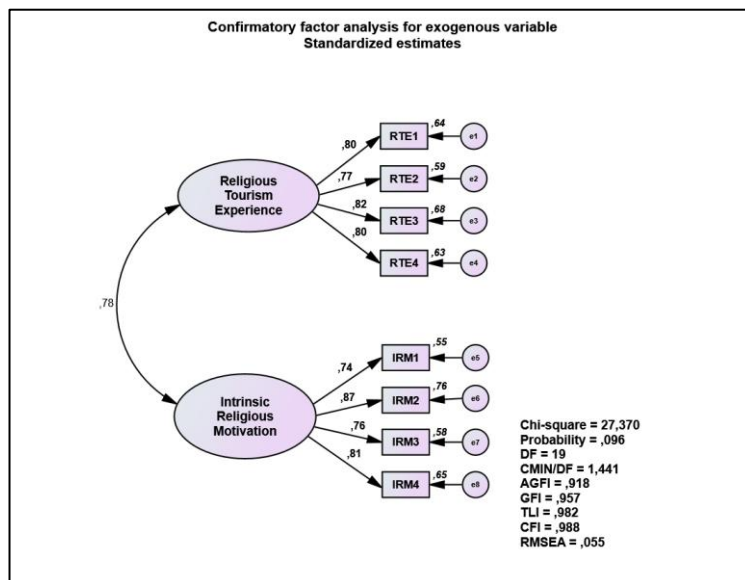 Confirmatory factor analysis for exogenous variable
Standardized estimates
,64
RTE1
e1
,80
,59
Religious
Tourism
Experience
,77
RTE2
e2
,82
,68
RTE3
e3
,80
,63
RTE4
e4
,78
,55
IRM1
e5
,74
,76
Intrinsic
Religious
Motivation
,87
IRM2
e6
,76
,58
IRM3
e7
,81
,65
IRM4
e8
Chi-square = 27,370
Probability = ,096
DF = 19
CMIN/DF = 1,441
AGFI = ,918
GFI = ,957
TLI = ,982
CFI = ,988
RMSEA = ,055